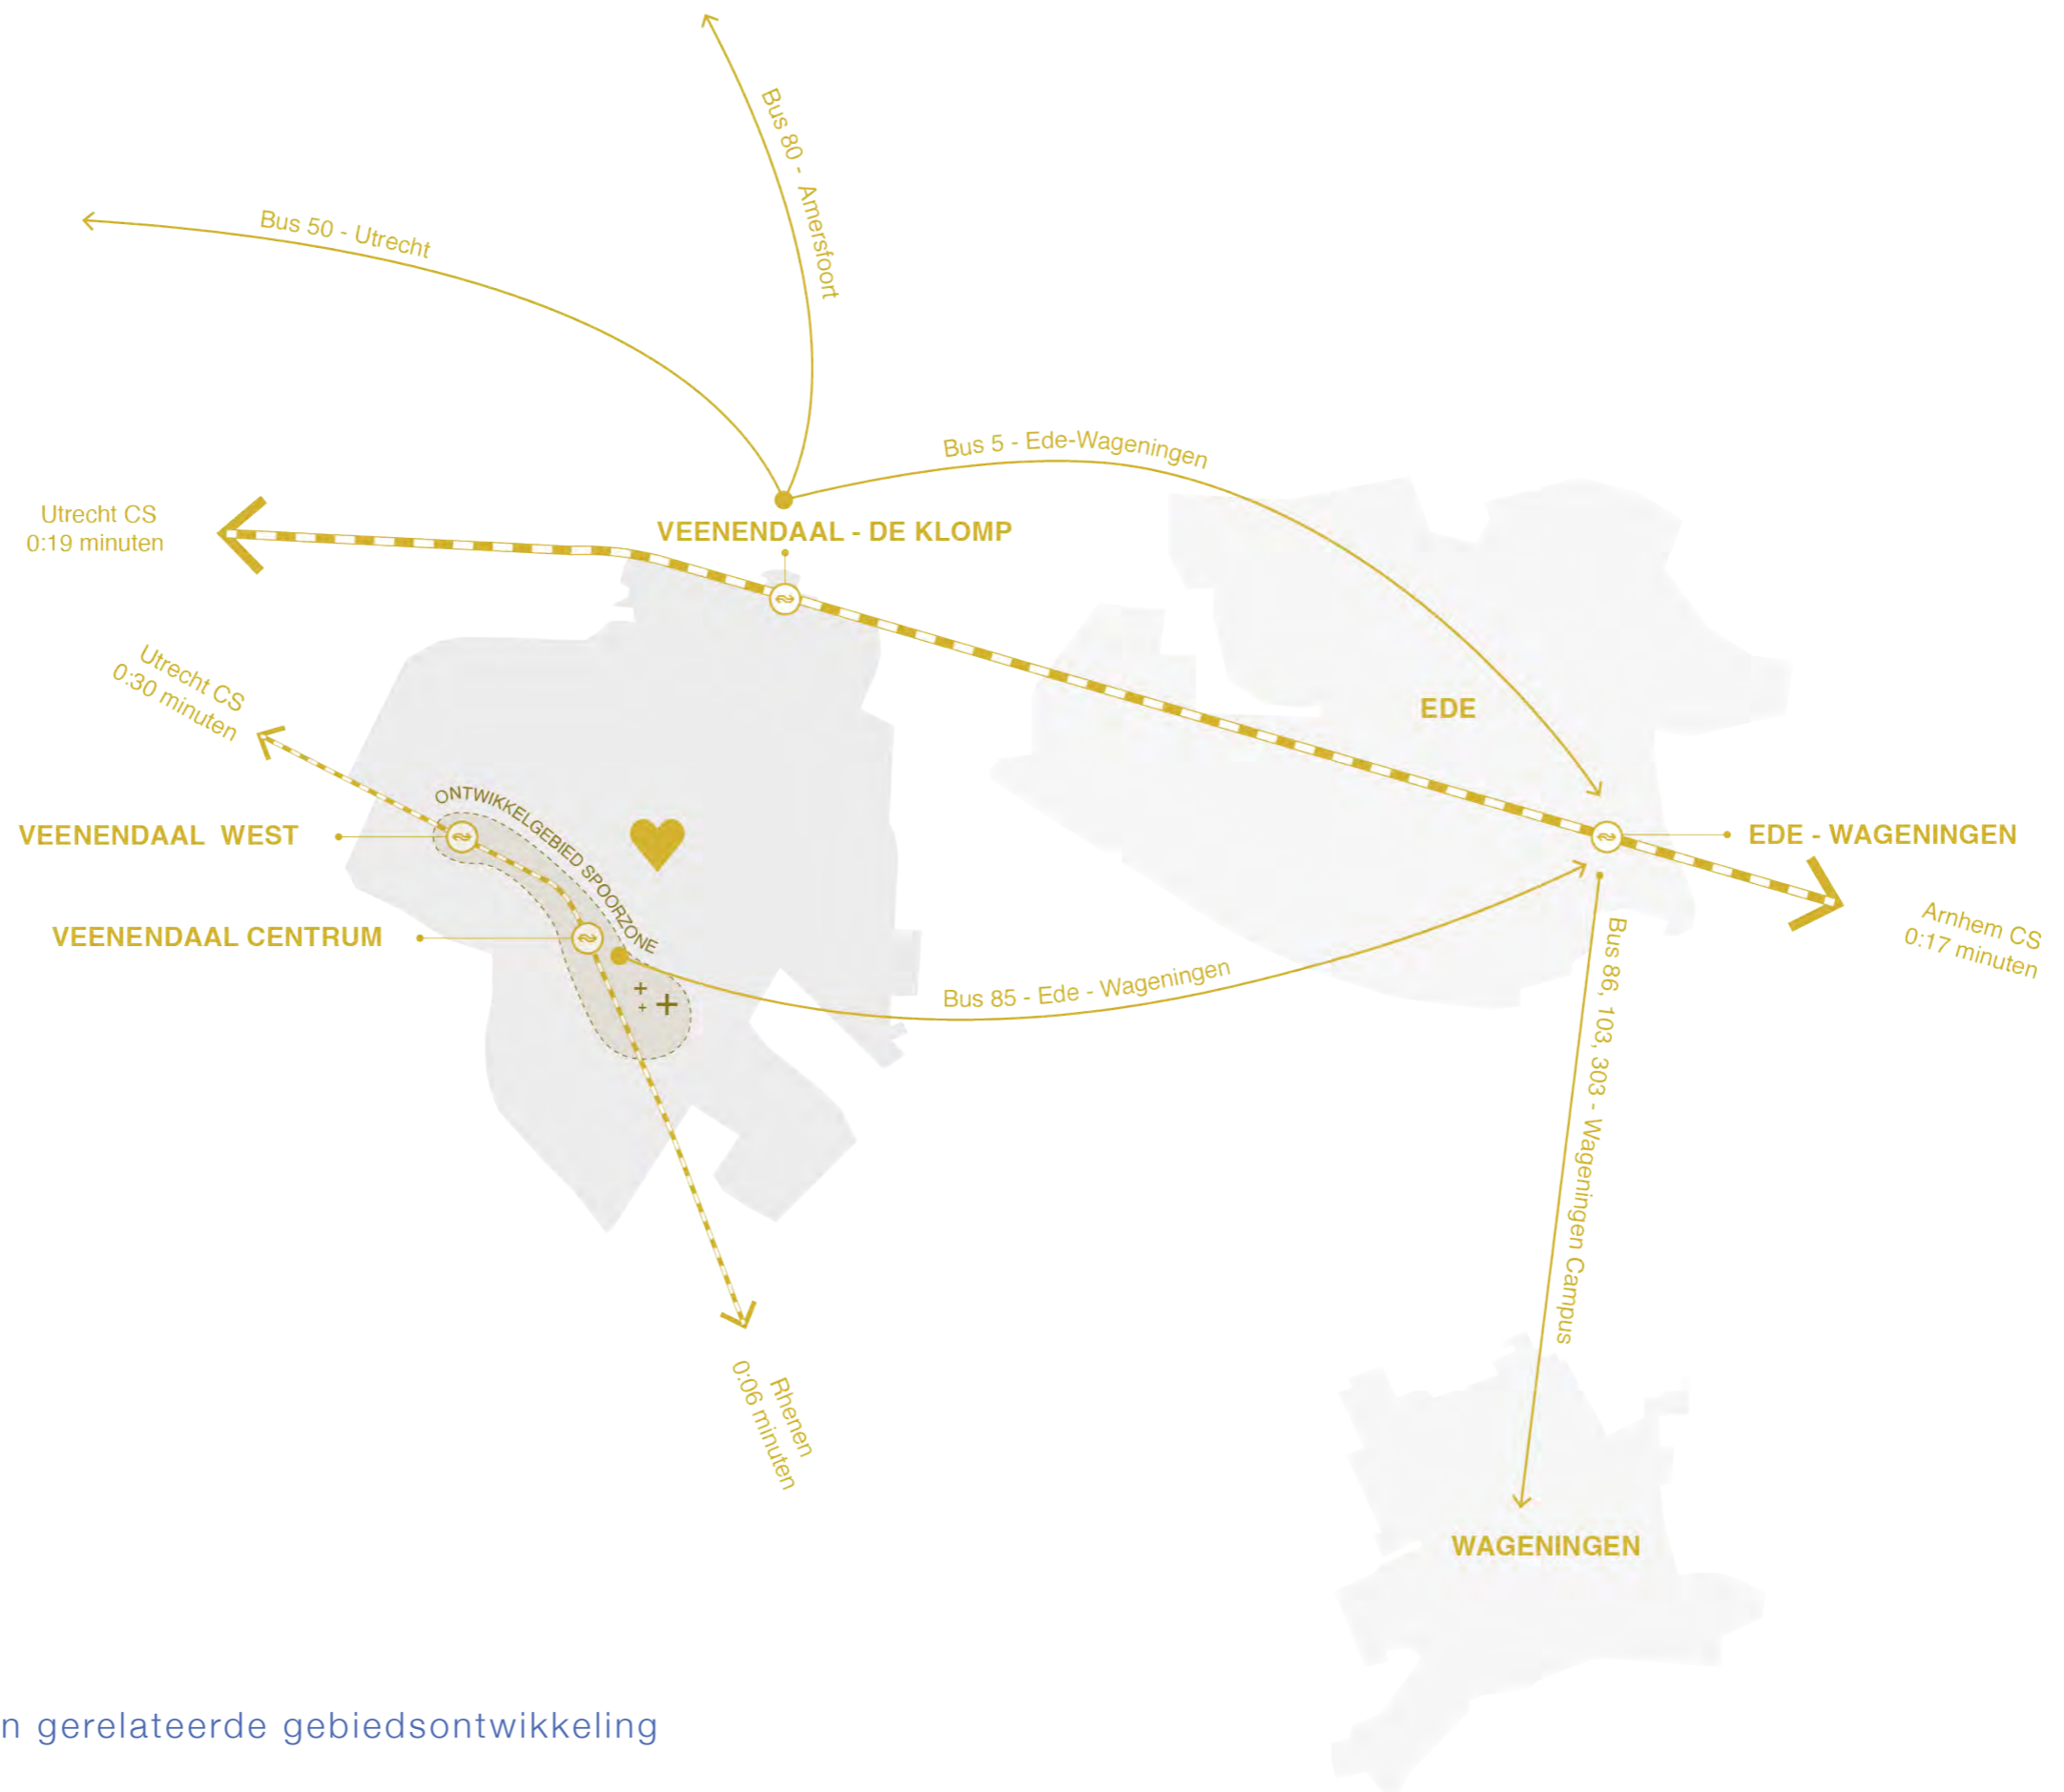 Bus 80 - Amersfoort
Bus 50 - Utrecht
Bus 5 - Ede-Wageningen
Utrecht CS
0:19 minuten
VEENENDAAL - DE KLOMP
Utrecht CS
0:30 minuten
EDE
ONTWIKKELGEBIED SPOORZONE
VEENENDAAL WEST
EDE - WAGENINGEN
VEENENDAAL CENTRUM
Arnhem CS
0:17 minuten
Bus 85 - Ede - Wageningen
Bus 86, 103, 303 - Wageningen Campus
Rhenen
0:06 minuten
WAGENINGEN
n gerelateerde gebiedsontwikkeling